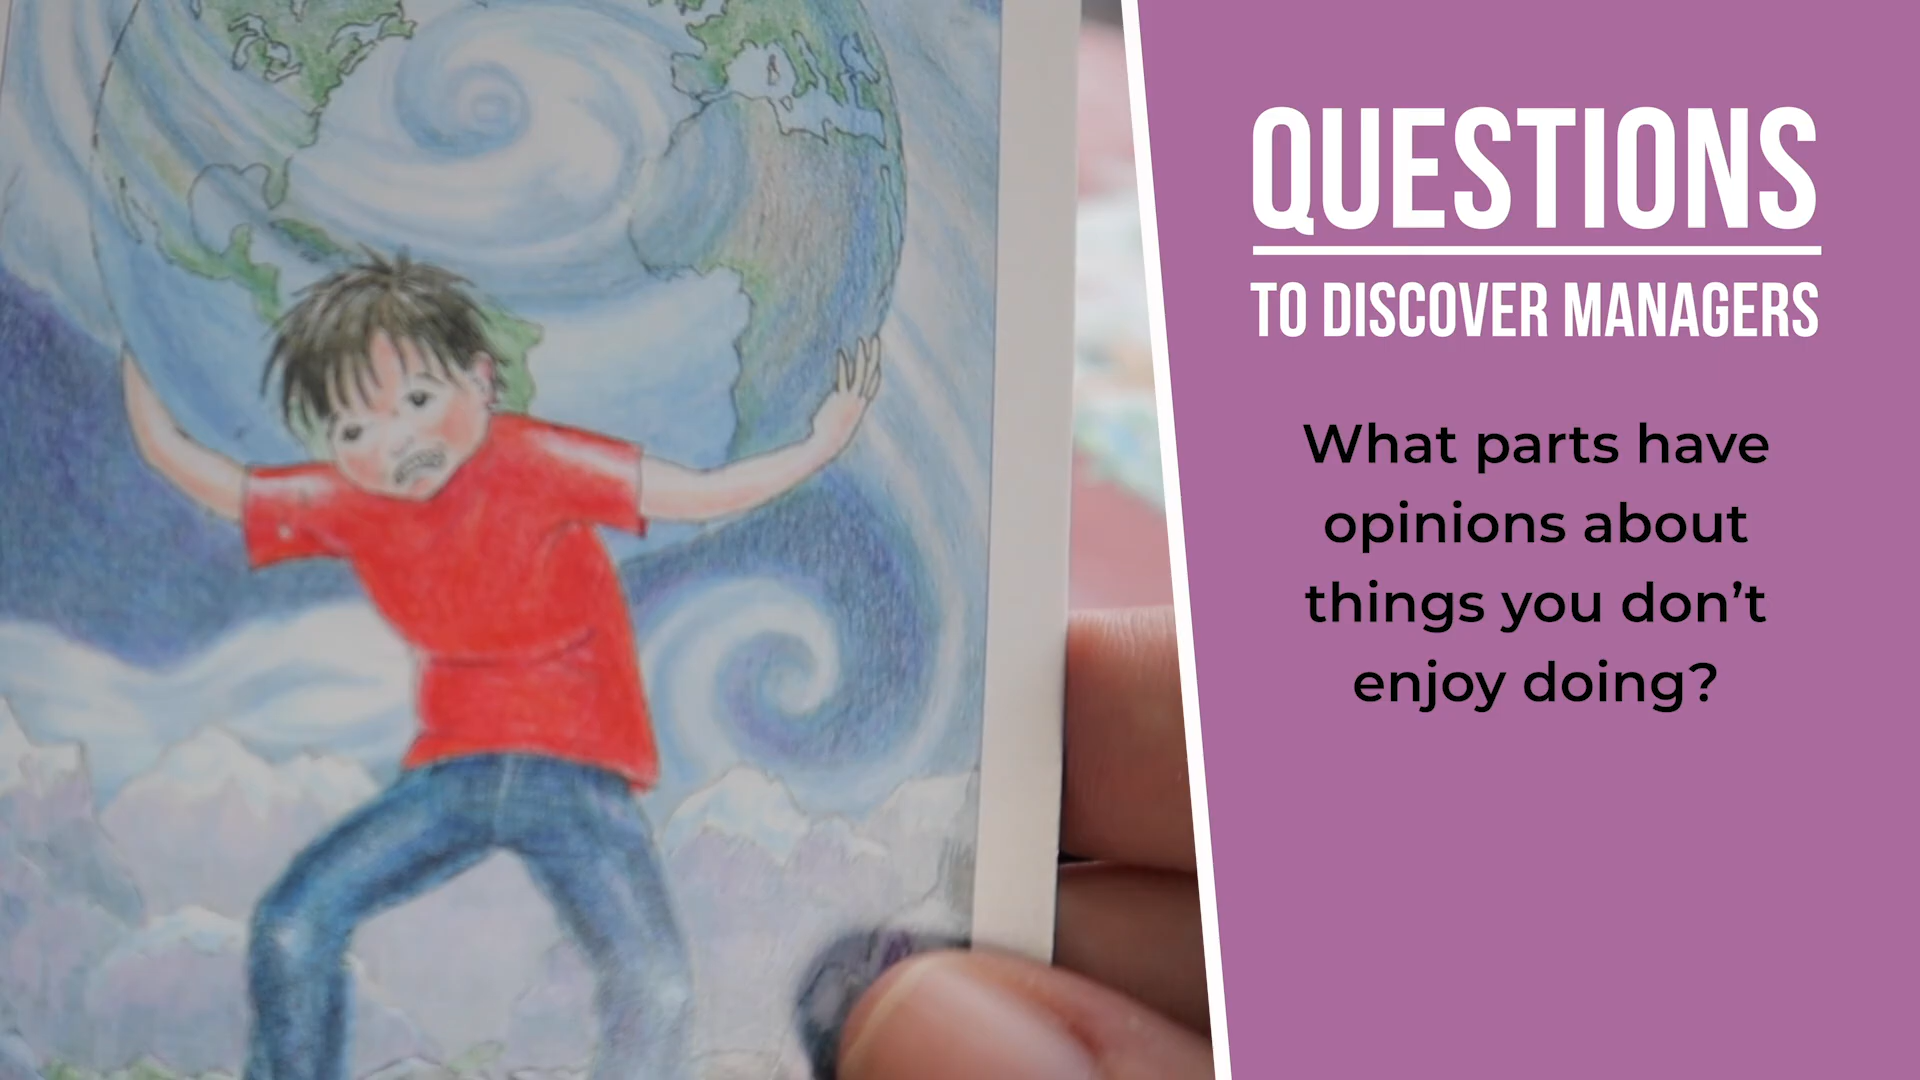 QUESTIONS
TO DISCOVER MANAGERS
What parts have
opinions about
things you don’t
enjoy doing?